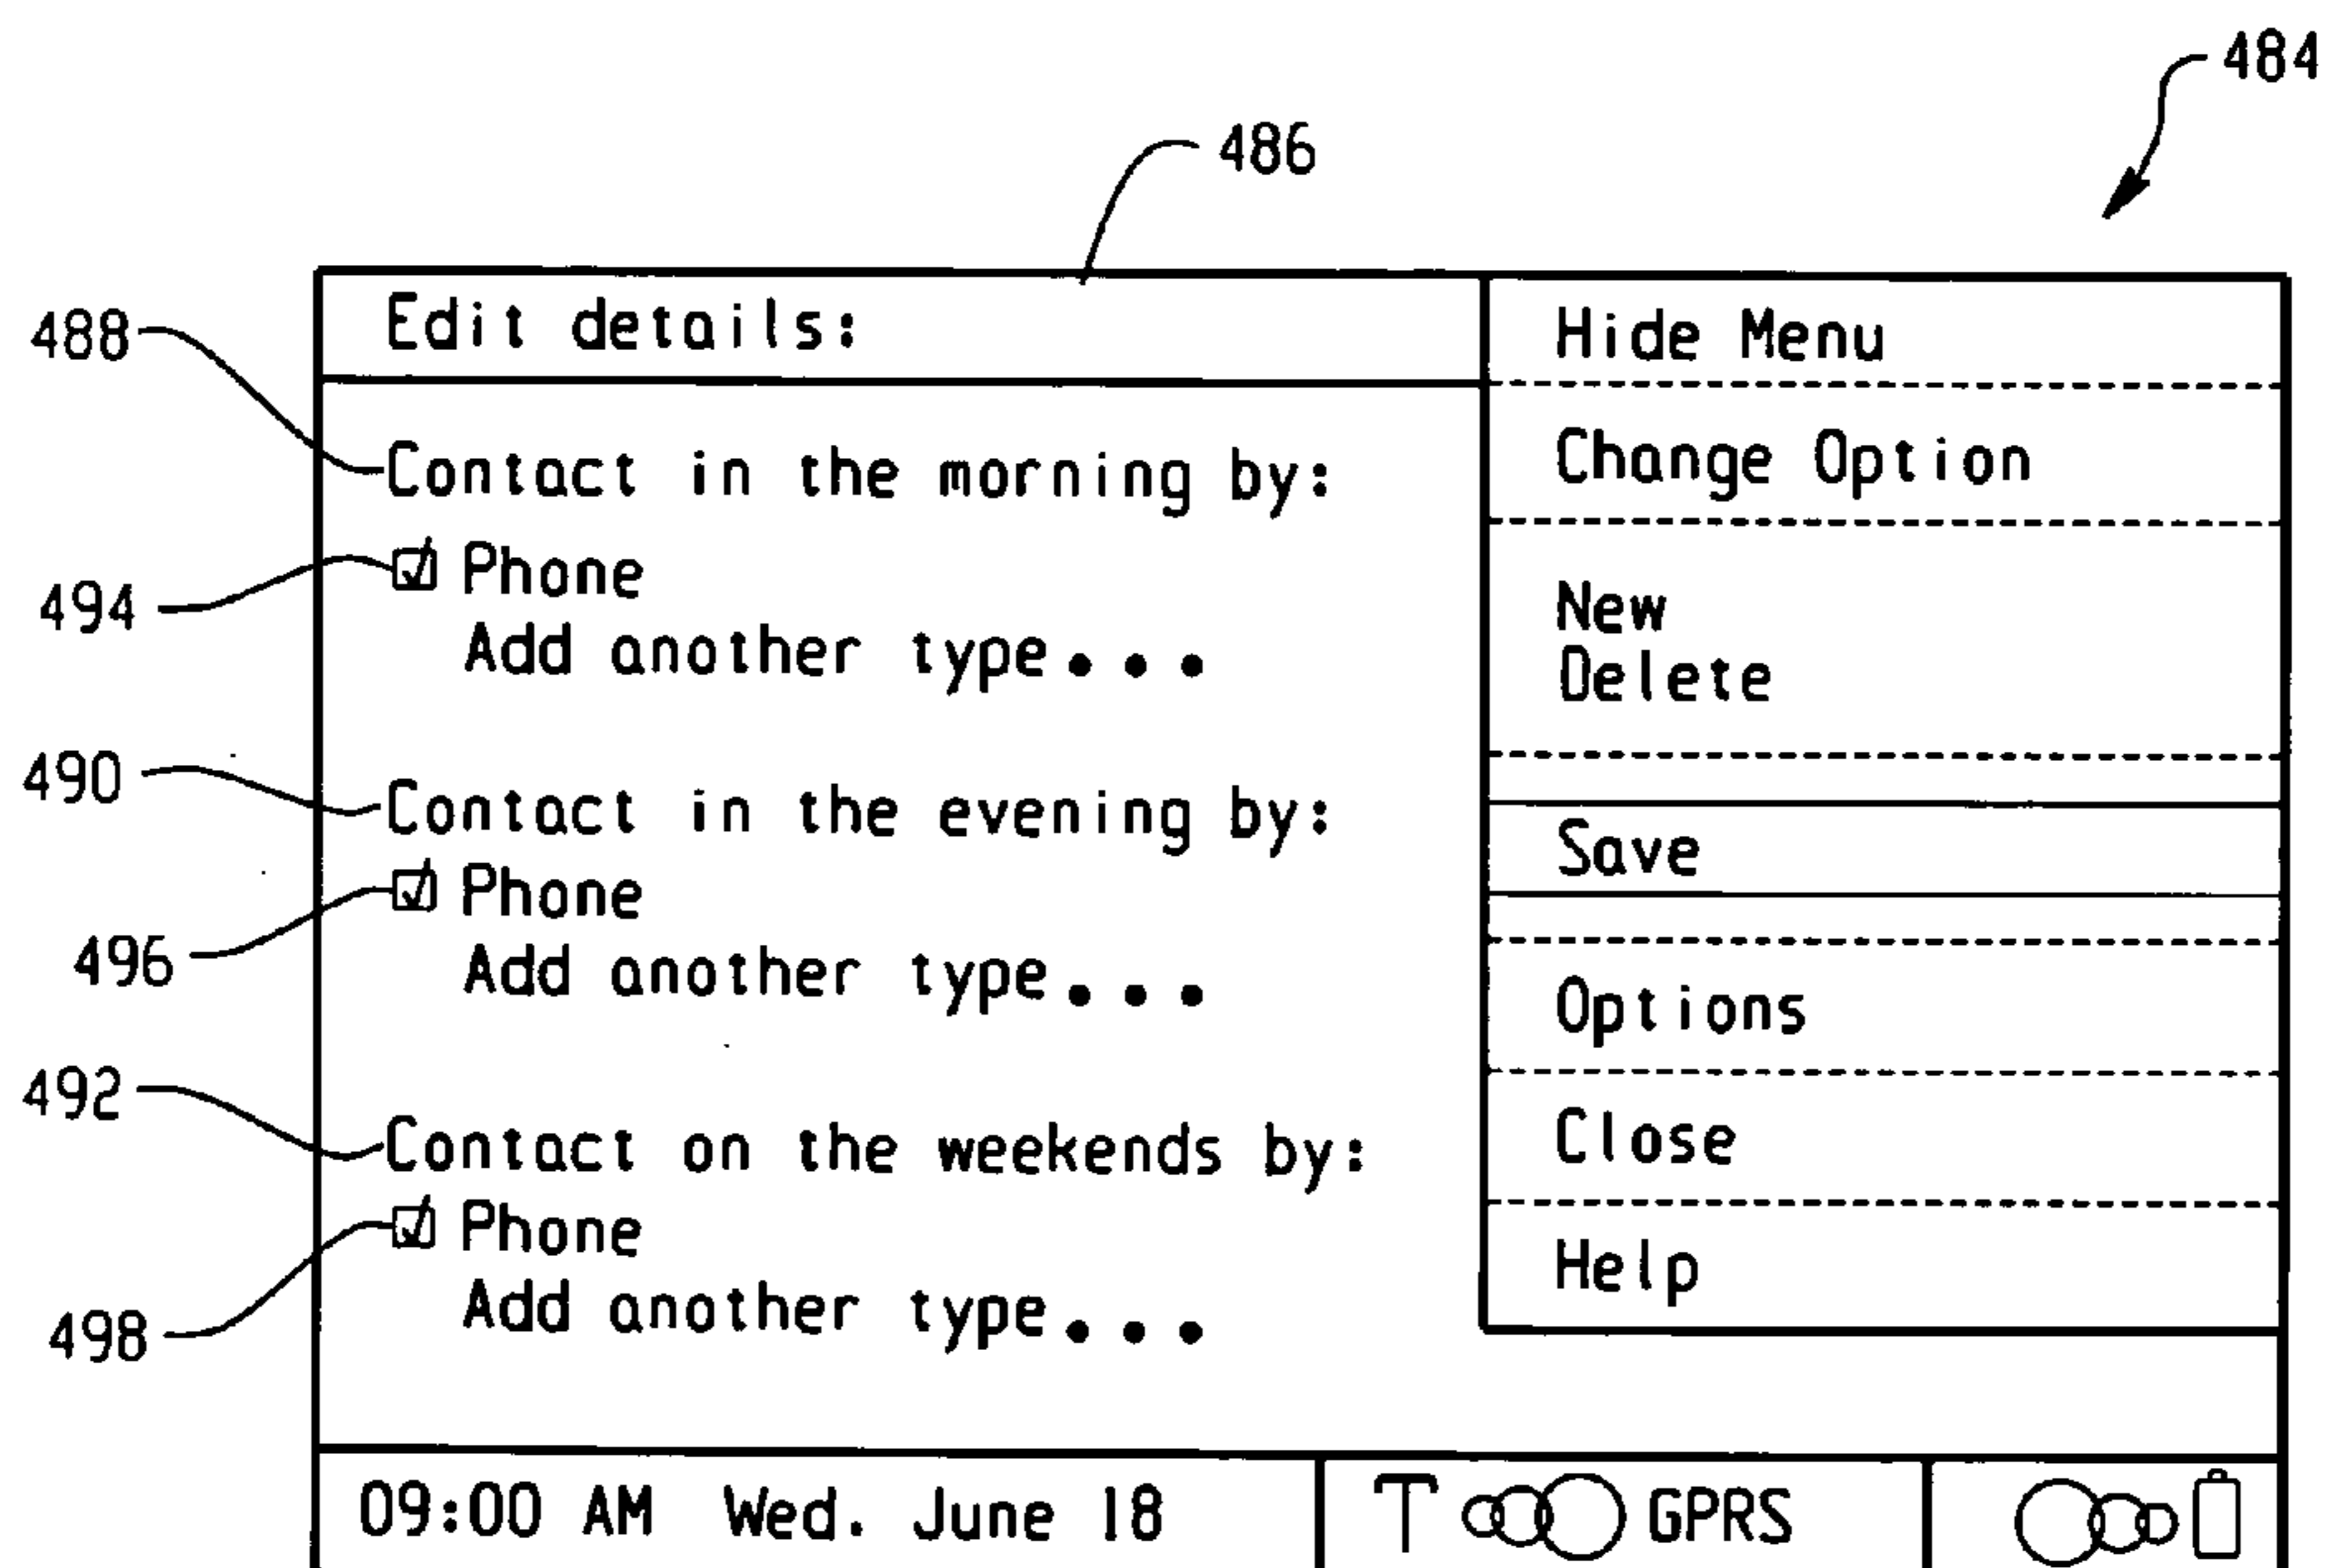 484
486
488
Edit details:
Hide Menu
Contact in the morning by:
Change Option
494
Phone
Add another type...
New
Delete
490
Contact in the evening by:
Save
496
Phone
Add another type...
Options
492
Contact on the weekends by:
Close
498
Phone
Add another type...
Help
09:00 AM Wed. June 18
GPRS